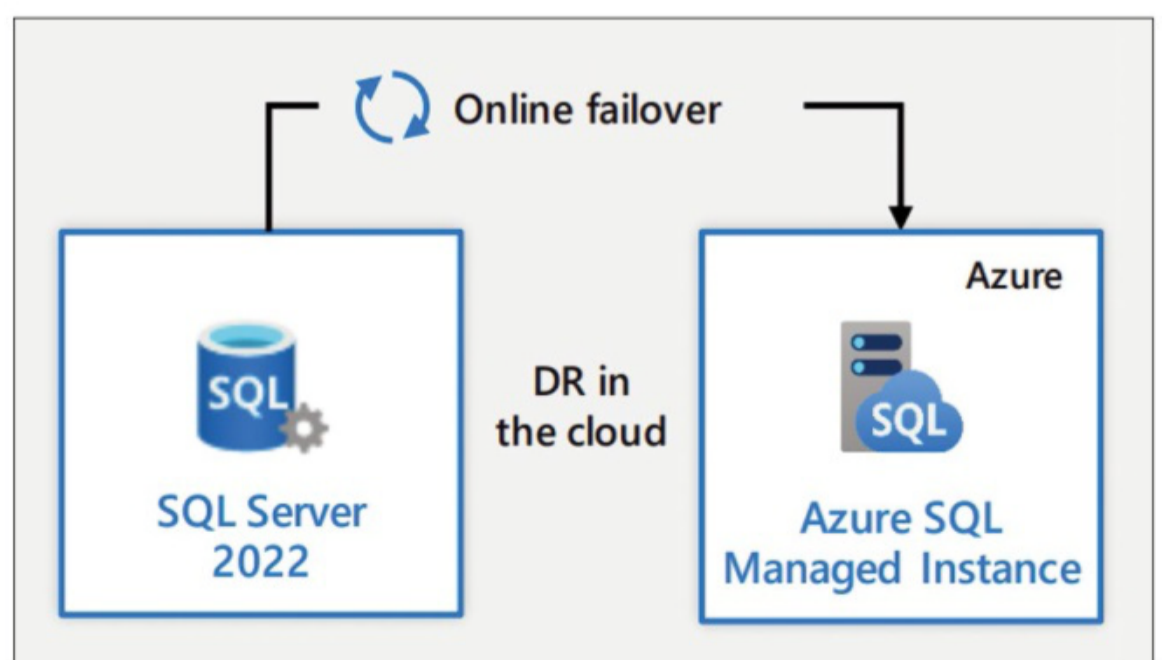 Online failover
Azure
SQL
DR in
the cloud
SQL
SQL Server
2022
Azure SQL
Managed Instance